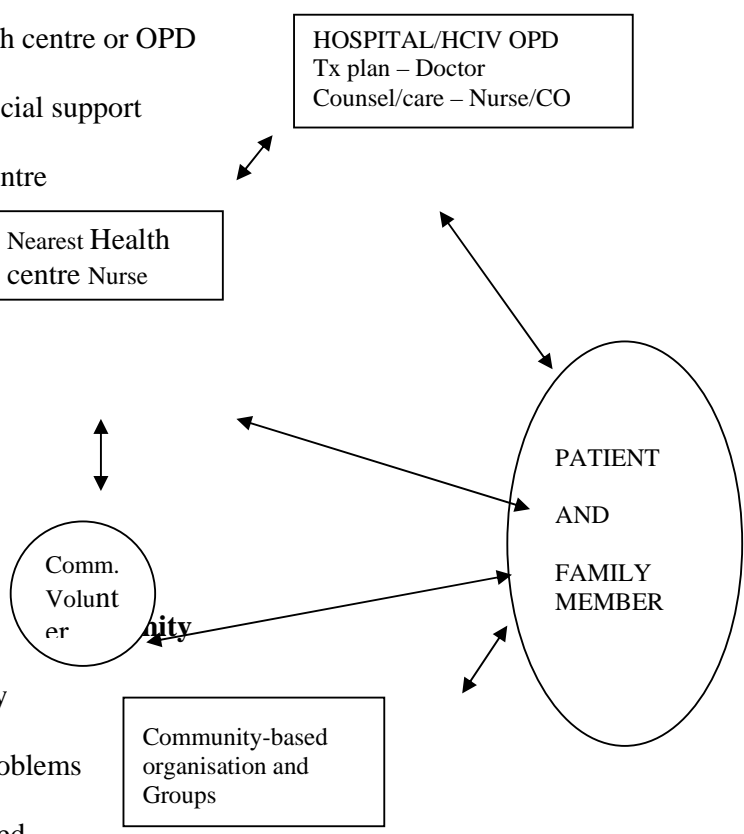 h centre or OPD
HOSPITAL/HCIV OPD
Tx plan – Doctor
Counsel/care – Nurse/CO
cial support
ntre
Nearest Health
centre Nurse
PATIENT
AND
FAMILY
MEMBER
Comm.
Volunt
er
nity
y
oblems
Community-based
organisation and
Groups
ed